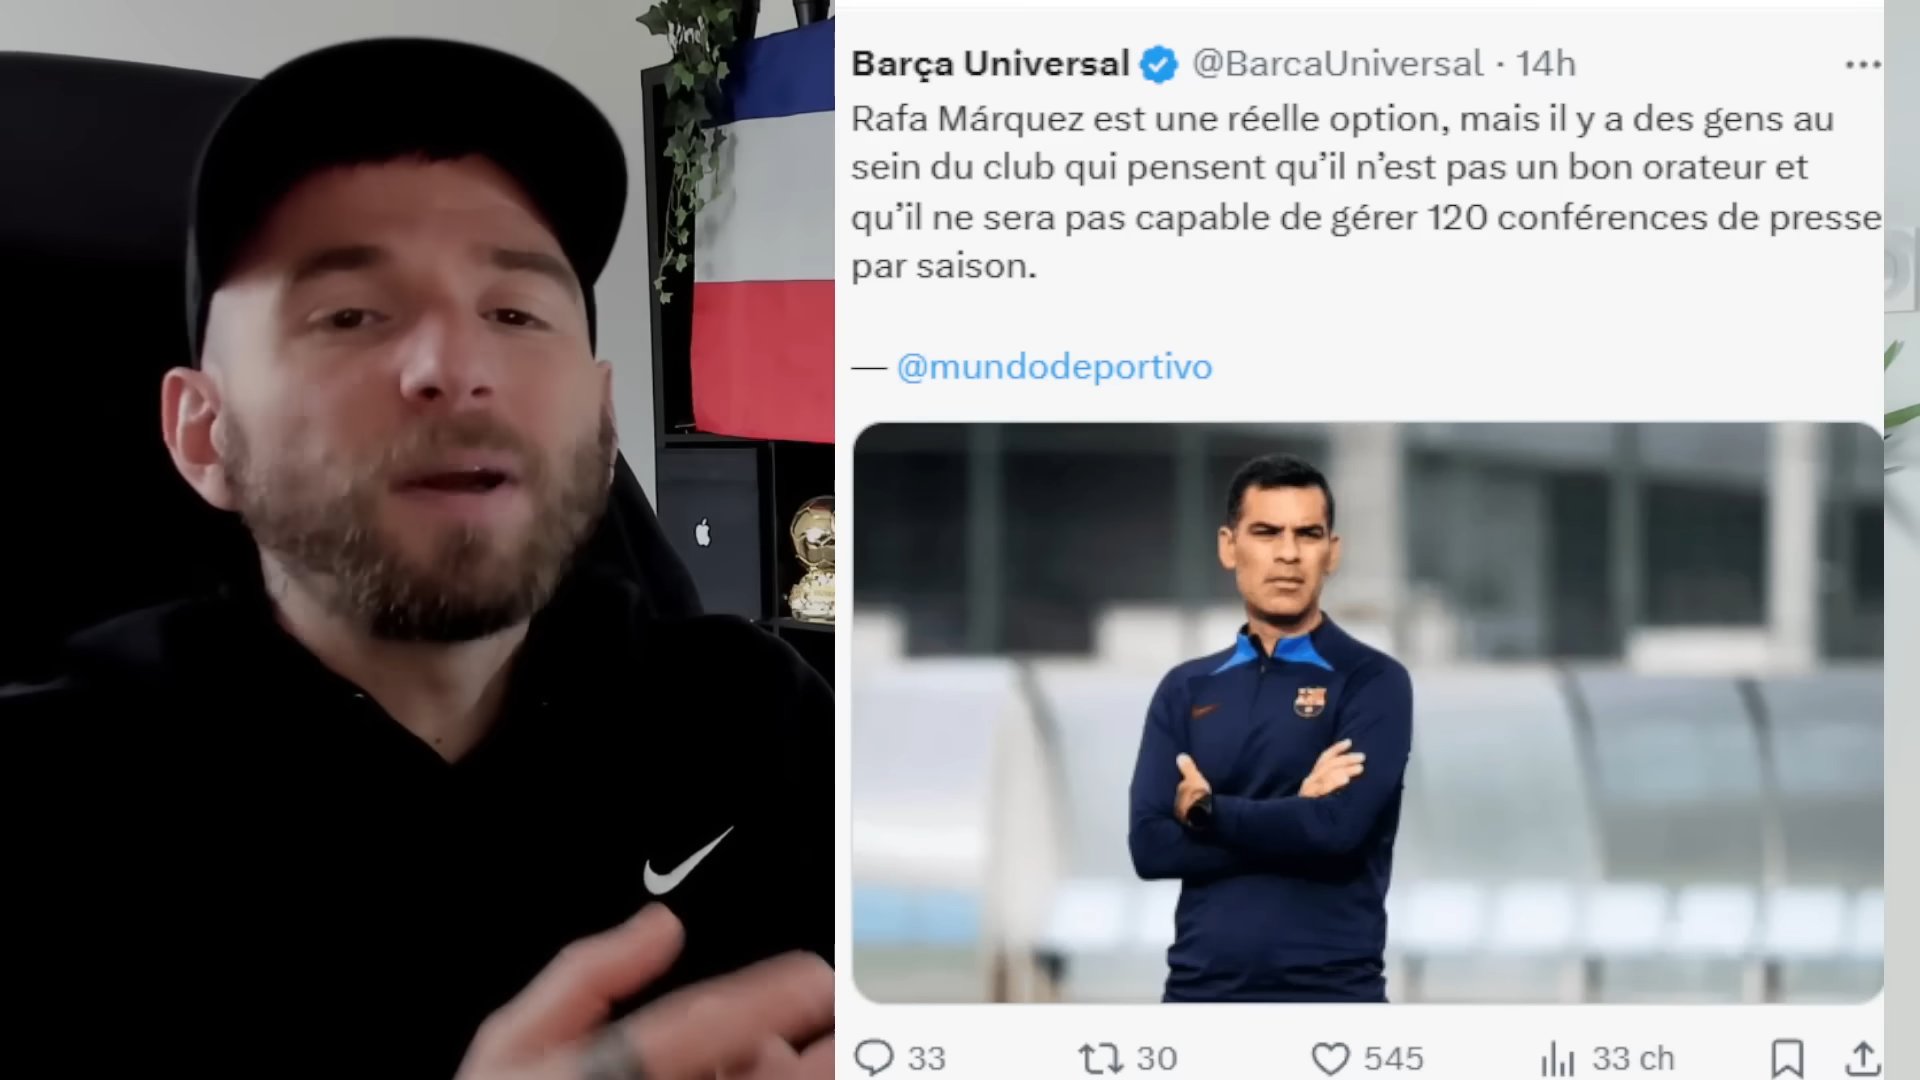 Barça Universal @BarcaUniversal · 14h
Rafa Márquez est une réelle option, mais il y a des gens au
sein du club qui pensent qu’il n’est pas un bon orateur et
qu’il ne sera pas capable de gérer 120 conférences de presse
par saison.
— @mundodeportivo
33 30 545 33 ch